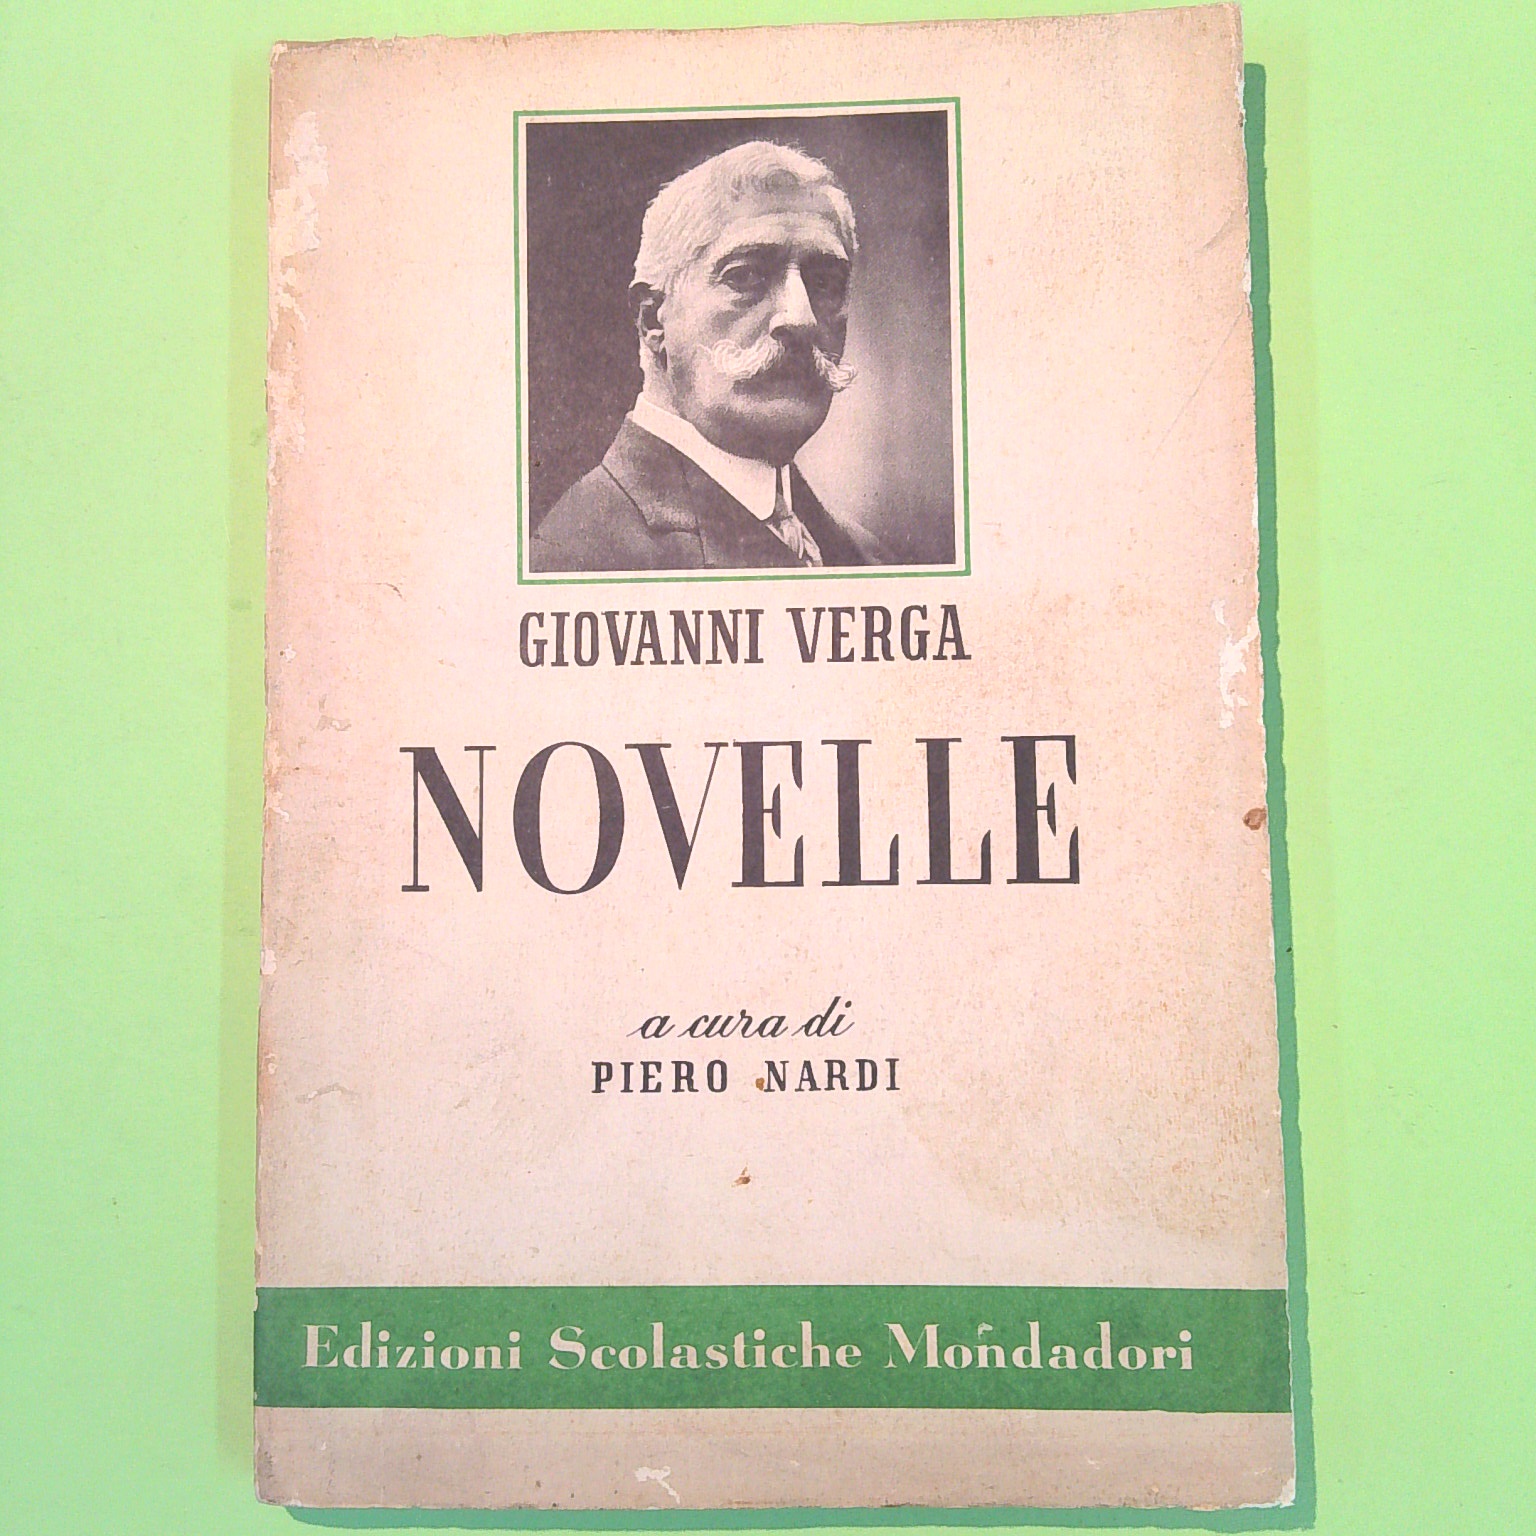 GIOVANNI VERGA
NOVELLE
a cura di
PIERO NARDI
Edizioni Scolastiche Mondadori